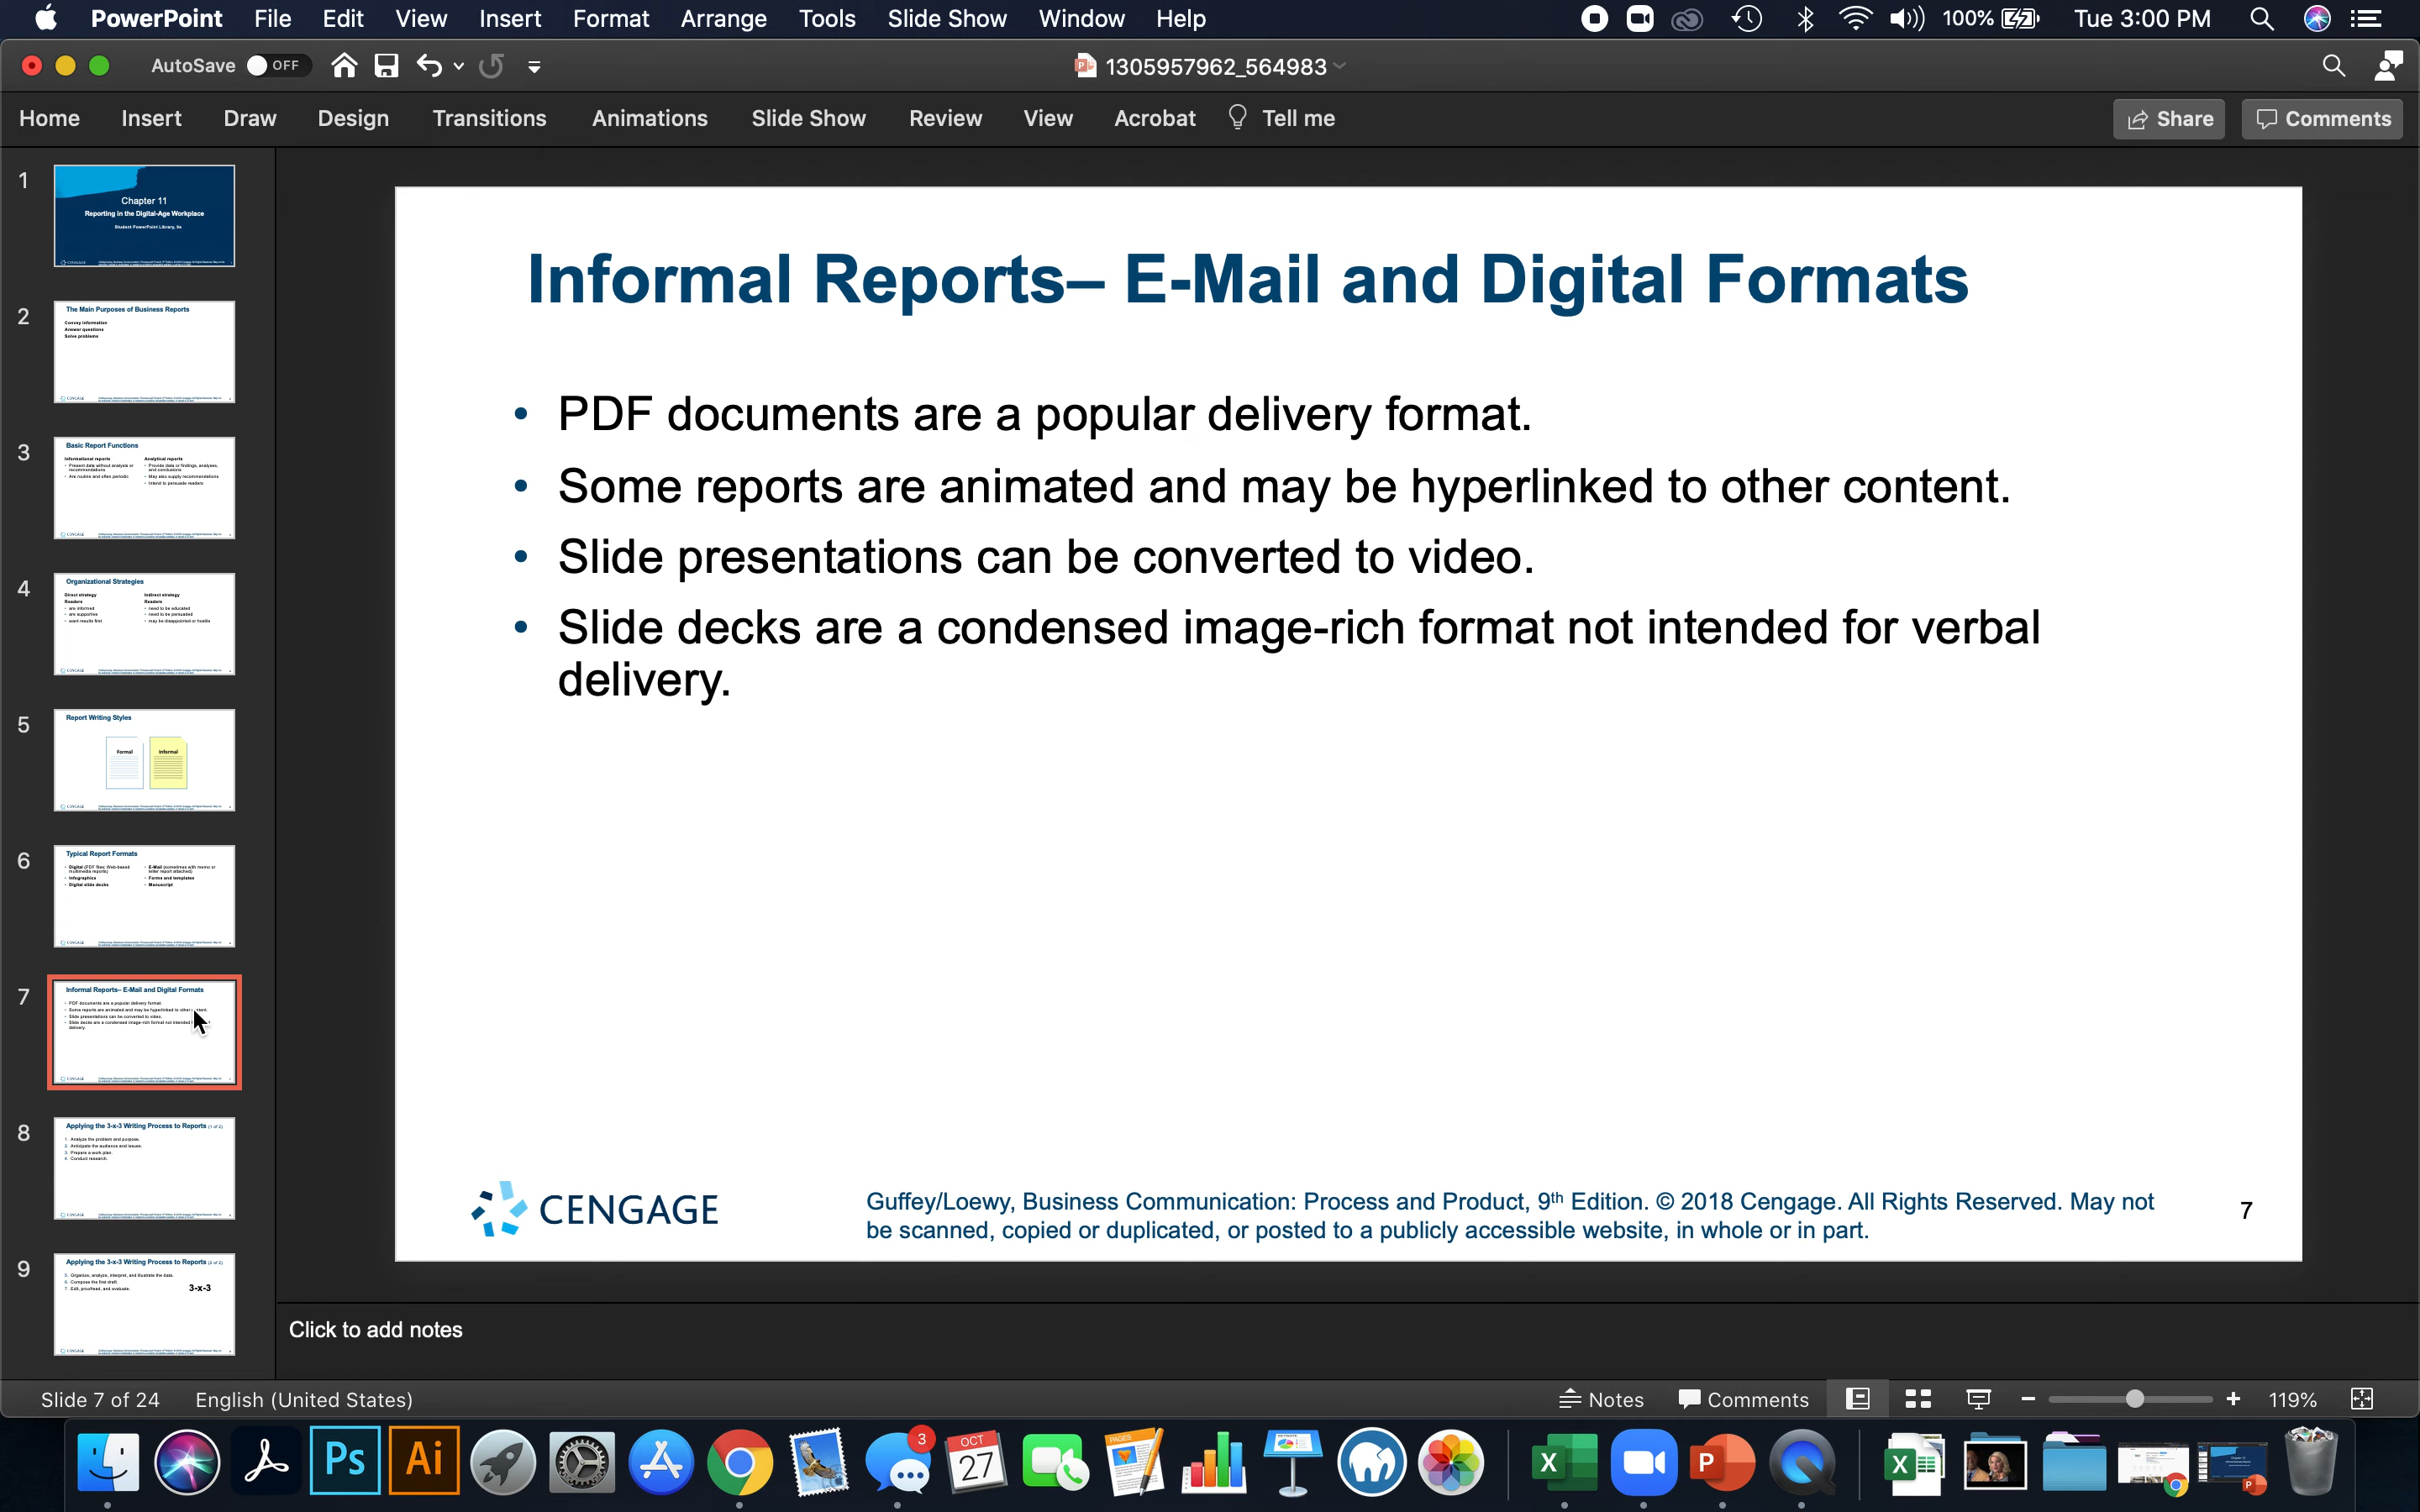 PowerPoint File Edit View Insert Format Arrange Tools Slide Show Window Help 100% Tue 3:00 PM
AutoSave OFF 1305957962_564983
Home Insert Draw Design Transitions Animations Slide Show Review View Acrobat Tell me Share Comments
1
Chapter 11
Reporting in the Digital-Age Workplace
Student PowerPoint Library, 9e
2
The Main Purposes of Business Reports
Convey information
Answer questions
Solve problems
3
Basic Report Functions
Informational reports
• Present data without analysis or
recommendations
• Are routine and often periodic
Analytical reports
• Provide data or findings, analyses,
and conclusions
• May also supply recommendations
• Intend to persuade readers
4
Organizational Strategies
Direct strategy
Readers
• are informed
• are supportive
• want results first
Indirect strategy
Readers
• need to be educated
• need to be persuaded
• may be disappointed or hostile
5
Report Writing Styles
Formal Informal
6
Typical Report Formats
• Digital (PDF files; Web-based
multimedia reports)
• Infographics
• Digital slide decks
• E-Mail (sometimes with memo or
letter report attached)
• Forms and templates
• Manuscript
7
Informal Reports– E-Mail and Digital Formats
• PDF documents are a popular delivery format.
• Some reports are animated and may be hyperlinked to other
• Slide presentations can be converted to video.
• Slide decks are a condensed image-rich format not intended
delivery.
8
Applying the 3-x-3 Writing Process to Reports (1 of 2)
1. Analyze the problem and purpose.
2. Anticipate the audience and issues.
3. Prepare a work plan.
4. Conduct research.
9
Applying the 3-x-3 Writing Process to Reports (2 of 2)
5. Organize, analyze, interpret, and illustrate the data.
6. Compose the first draft.
7. Edit, proofread, and evaluate.
3-x-3
Informal Reports– E-Mail and Digital Formats
• PDF documents are a popular delivery format.
• Some reports are animated and may be hyperlinked to other content.
• Slide presentations can be converted to video.
• Slide decks are a condensed image-rich format not intended for verbal
delivery.
CENGAGE
Guffey/Loewy, Business Communication: Process and Product, 9th Edition. © 2018 Cengage. All Rights Reserved. May not
be scanned, copied or duplicated, or posted to a publicly accessible website, in whole or in part.
7
Click to add notes
Slide 7 of 24 English (United States) Notes Comments 119%
Ps Ai 3 OCT 27 PAGES X P X